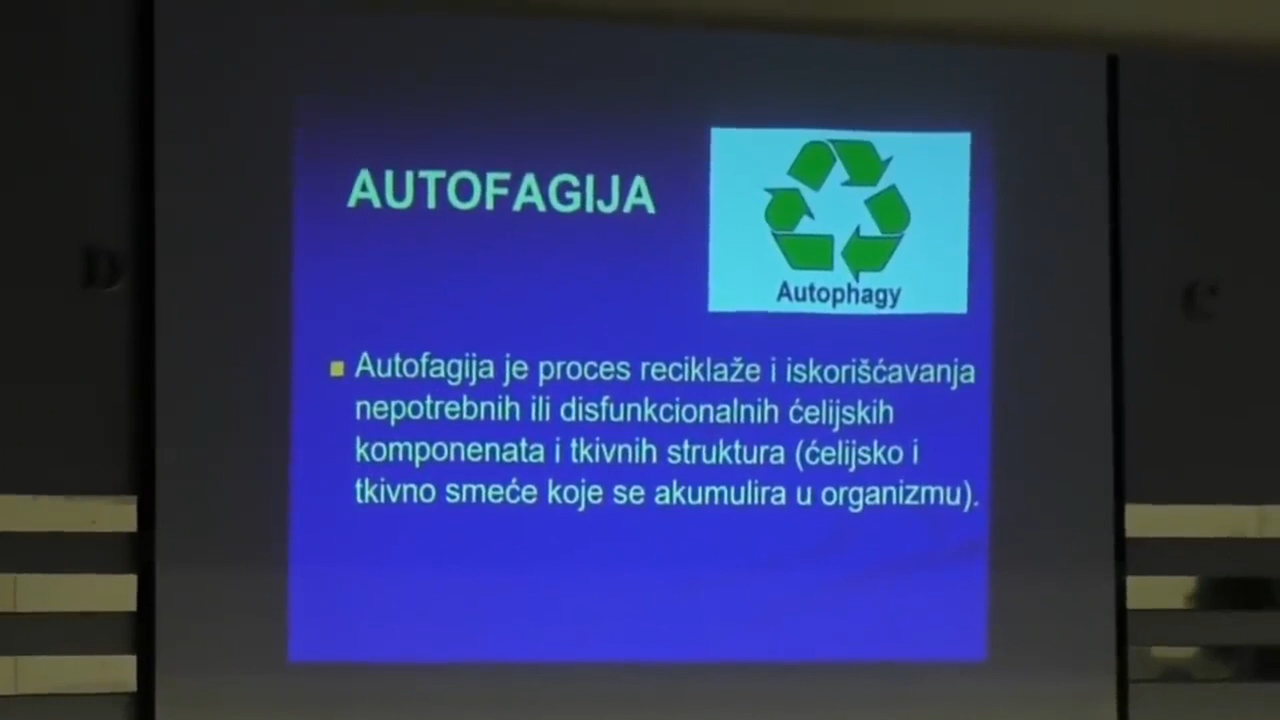 AUTOFAGIJA
Autophagy
Autofagija je proces reciklaže i iskorišćavanja
nepotrebnih ili disfunkcionalnih ćelijskih
komponenata i tkivnih struktura (ćelijsko i
tkivno smeće koje se akumulira u organizmu).
D
C